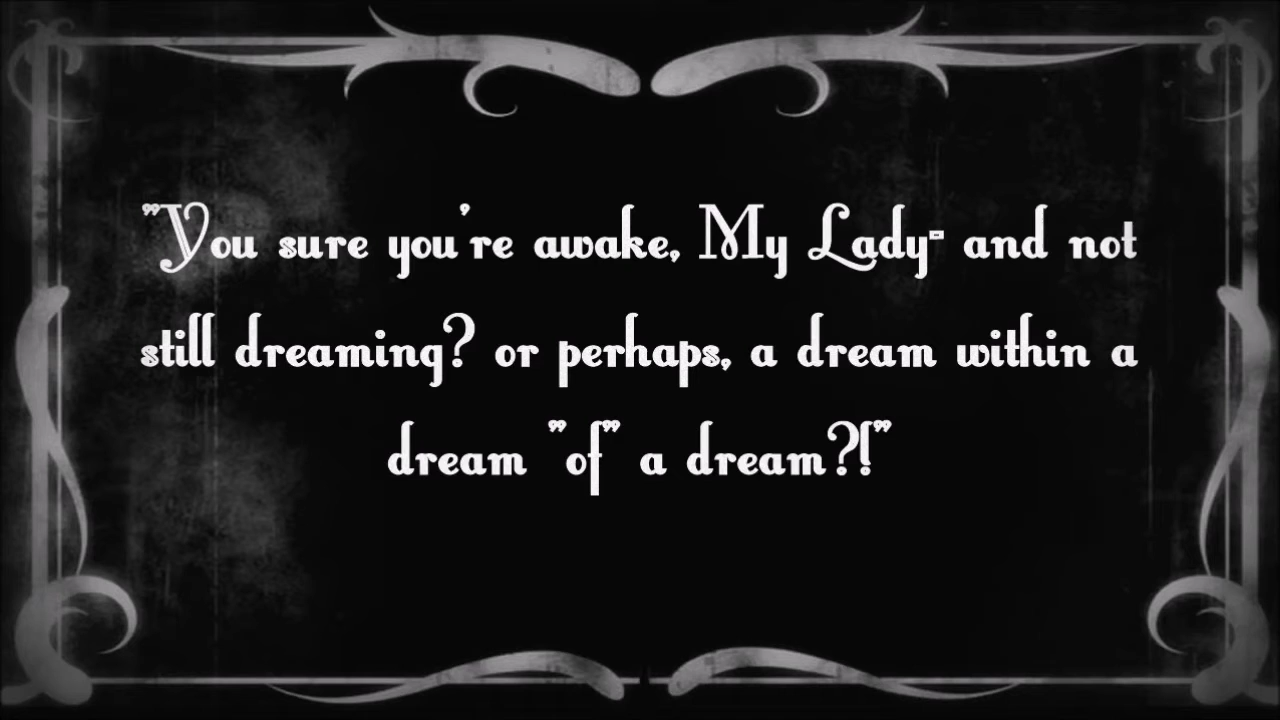 "You sure you're awake, My Lady- and not
still dreaming? or perhaps, a dream within a
dream "of" a dream?!"